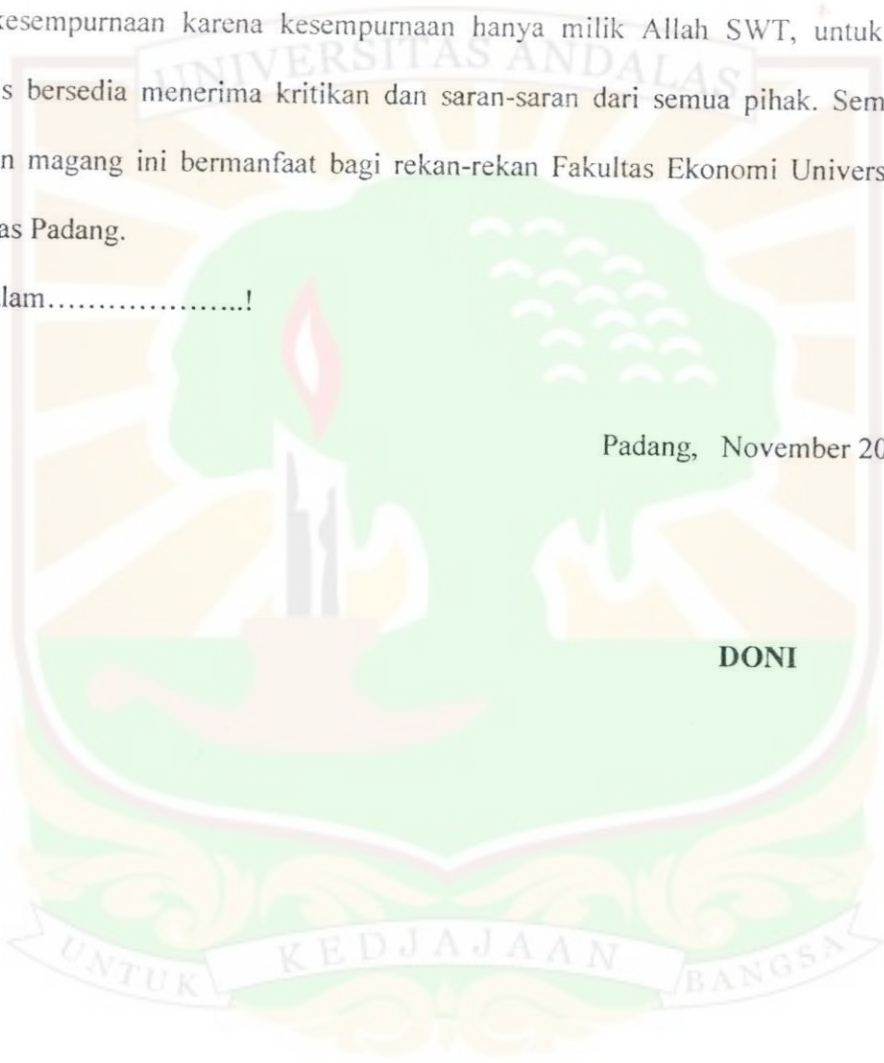 kesempurnaan karena kesempurnaan hanya milik Allah SWT, untuk
s bersedia menerima kritikan dan saran-saran dari semua pihak. Sem
n magang ini bermanfaat bagi rekan-rekan Fakultas Ekonomi Univers
as Padang.
lam....................!
UNIVERSITAS ANDALAS
Padang, November 20
DONI
UNTUK KEDJAJAAN BANGSA